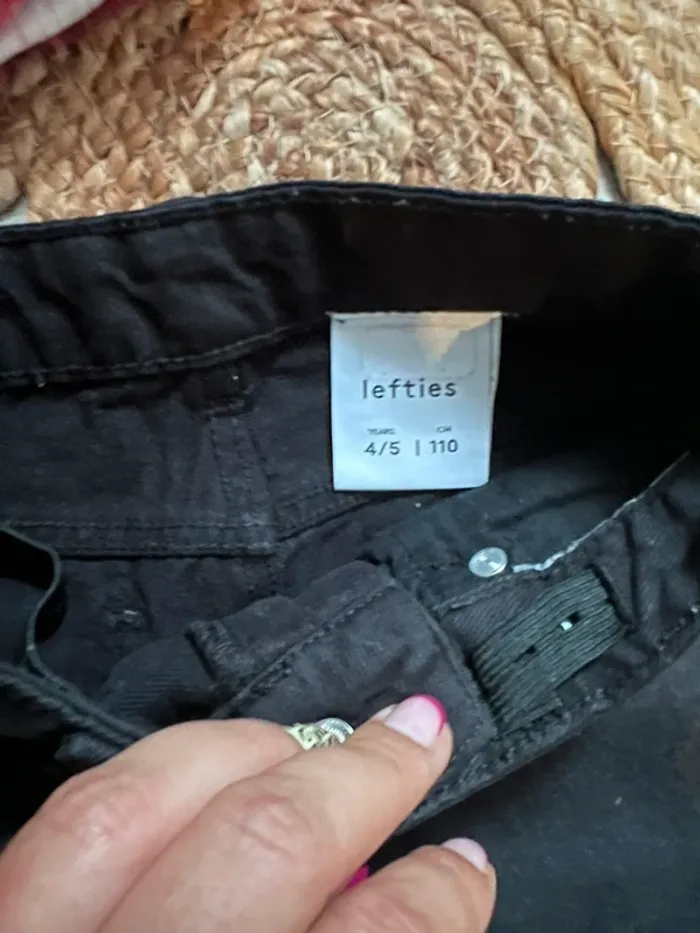 lefties
YEARS CM
4/5 | 110